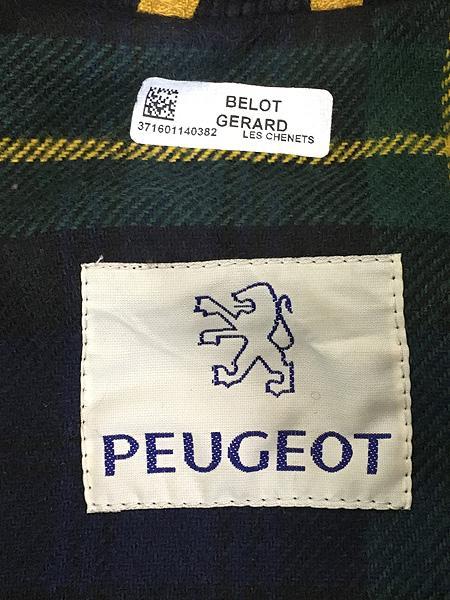 BELOT
GERARD
371601140382 LES CHENETS
PEUGEOT